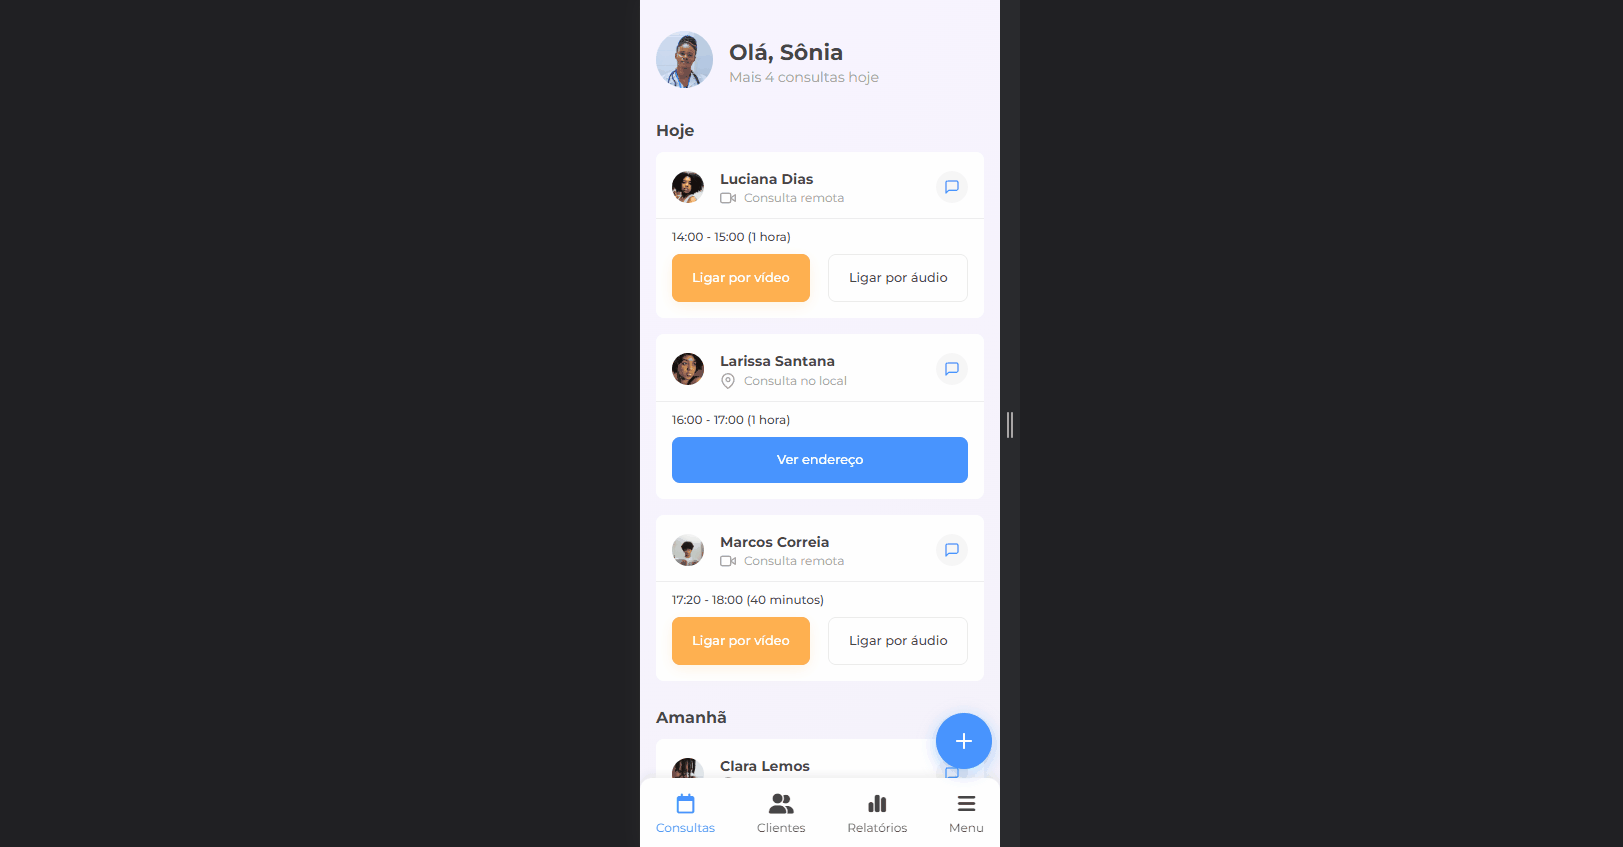 Olá, Sônia
Mais 4 consultas hoje
Hoje
Luciana Dias
Consulta remota
14:00 - 15:00 (1 hora)
Ligar por vídeo
Ligar por áudio
Larissa Santana
Consulta no local
16:00 - 17:00 (1 hora)
Ver endereço
Marcos Correia
Consulta remota
17:20 - 18:00 (40 minutos)
Ligar por vídeo
Ligar por áudio
Amanhã
Clara Lemos
Consultas
Clientes
Relatórios
Menu